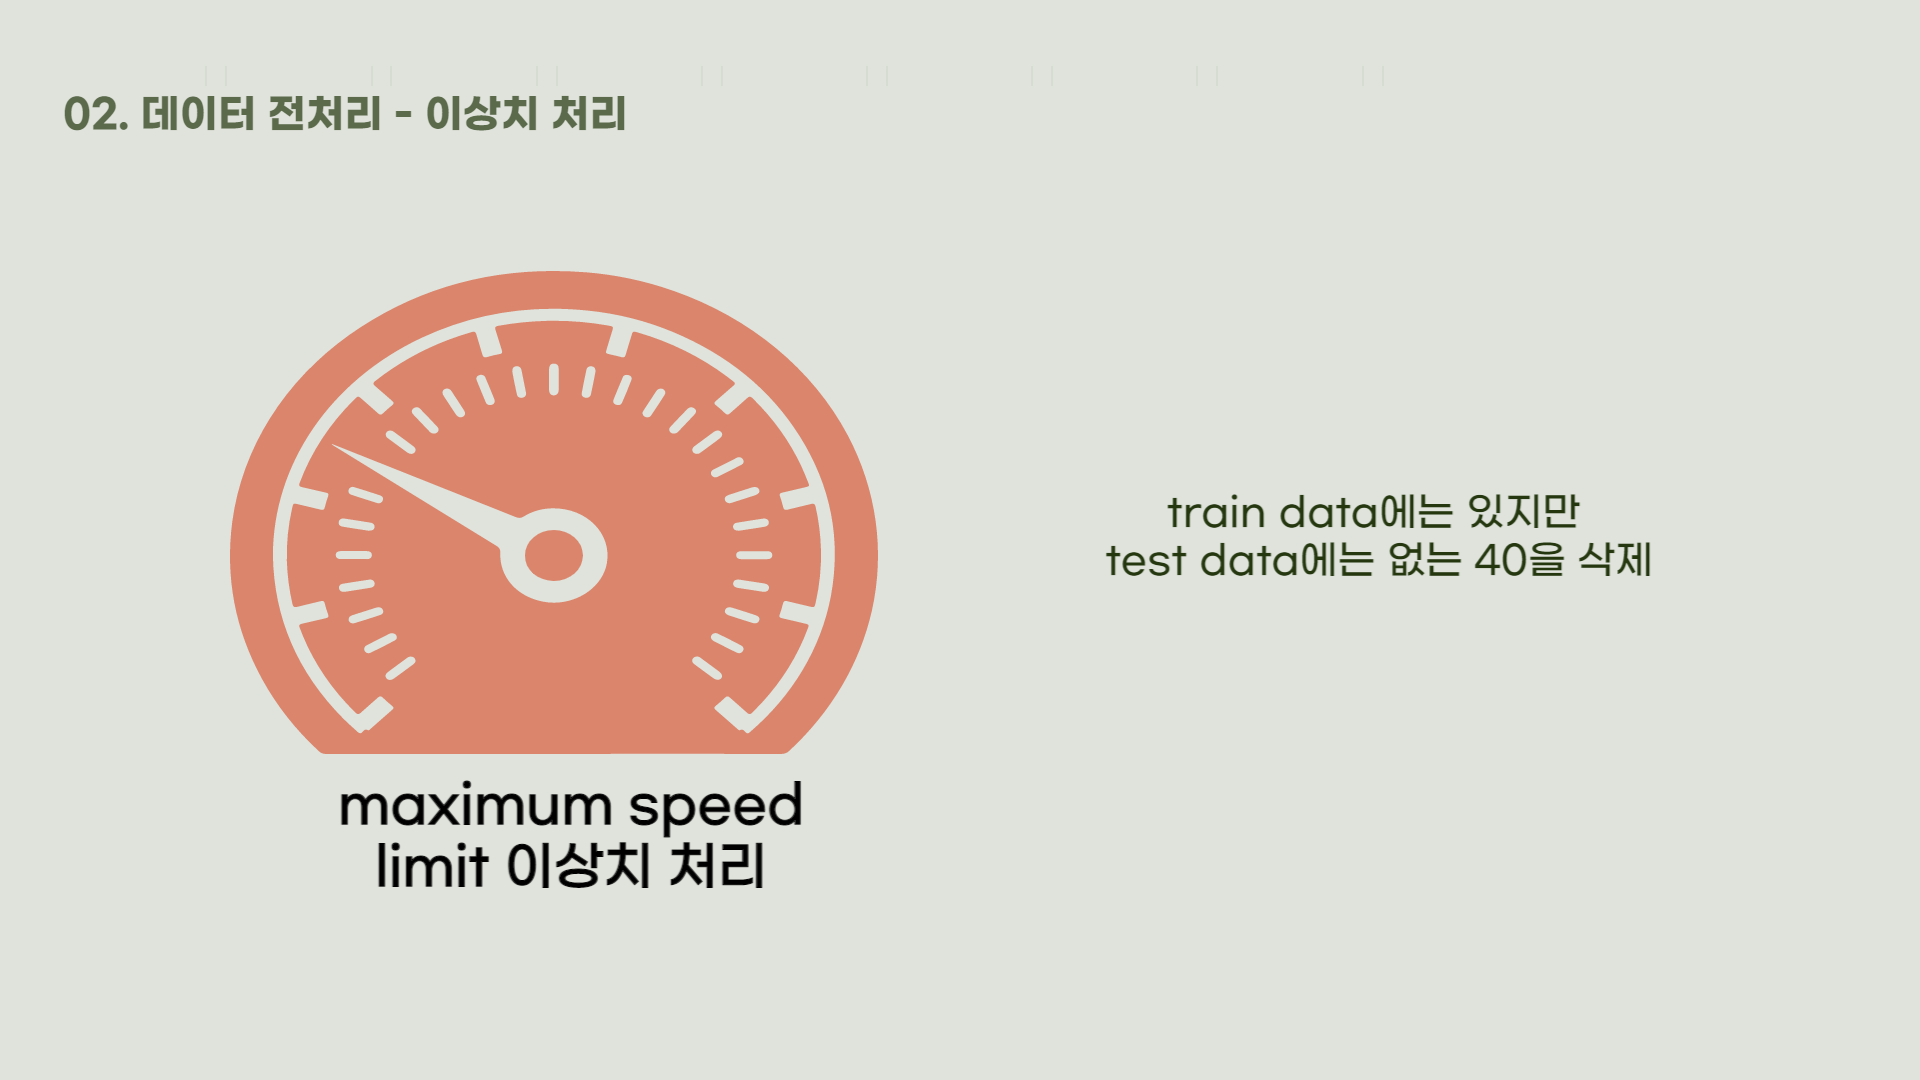 02. 데이터 전처리 - 이상치 처리
maximum speed
limit 이상치 처리
train data에는 있지만
test data에는 없는 40을 삭제